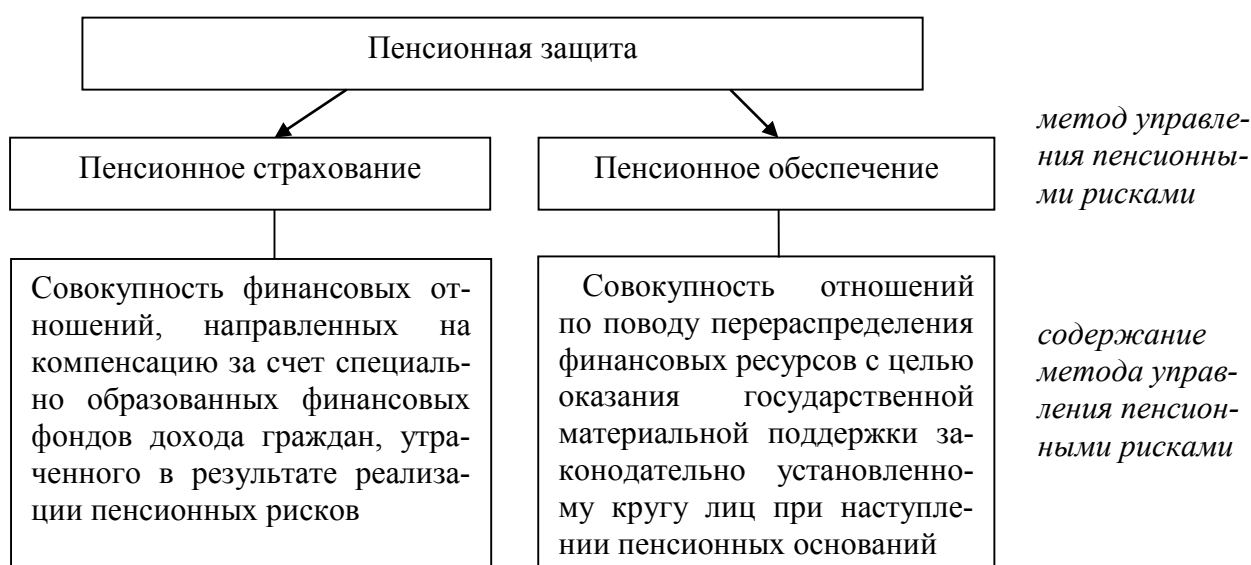 Пенсионная защита
Пенсионное страхование
Пенсионное обеспечение
метод управле-
ния пенсионны-
ми рисками
Совокупность финансовых от-
ношений, направленных на
компенсацию за счет специаль-
но образованных финансовых
фондов дохода граждан, утра-
ченного в результате реализа-
ции пенсионных рисков
Совокупность отношений
по поводу перераспределения
финансовых ресурсов с целью
оказания государственной
материальной поддержки за-
конодательно установленно-
му кругу лиц при наступле-
нии пенсионных оснований
содержание
метода управ-
ления пенсион-
ными рисками